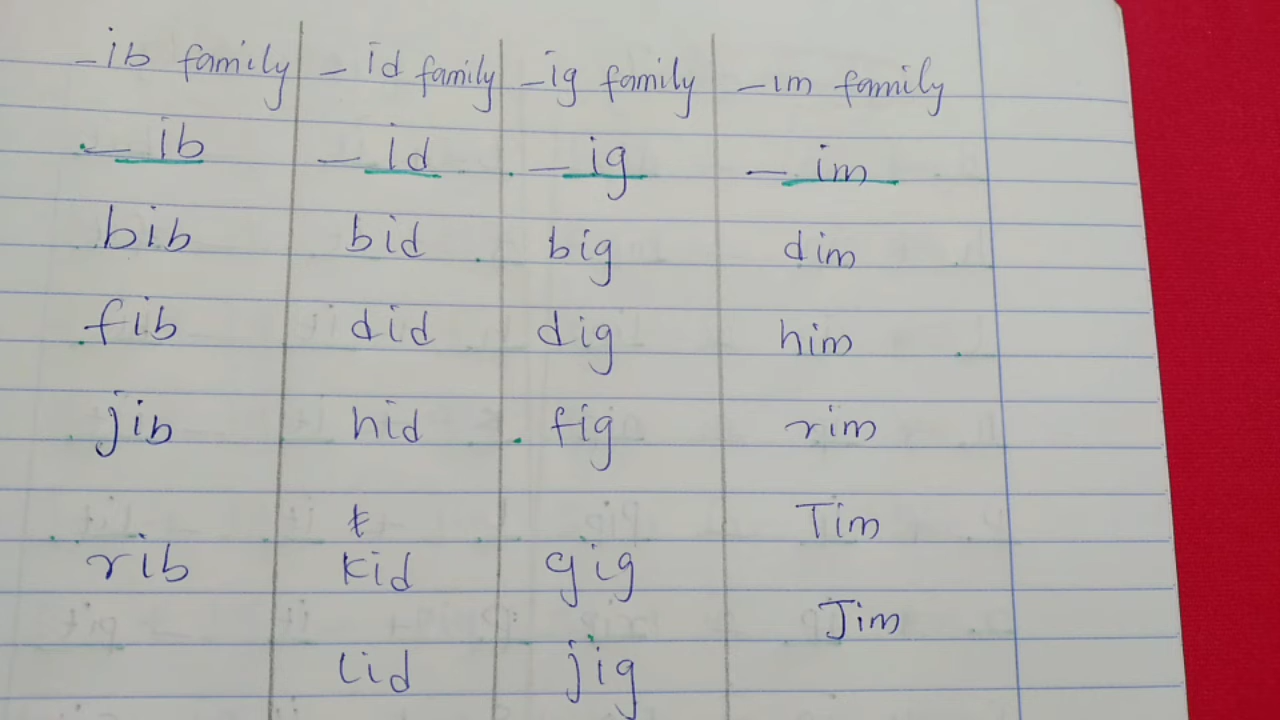 -ib family -id family -ig family -im family
- ib - id - ig - im
bib bid big dim
fib did dig him
jib hid fig rim
Tim
rib kid gig
Jim
lid jig